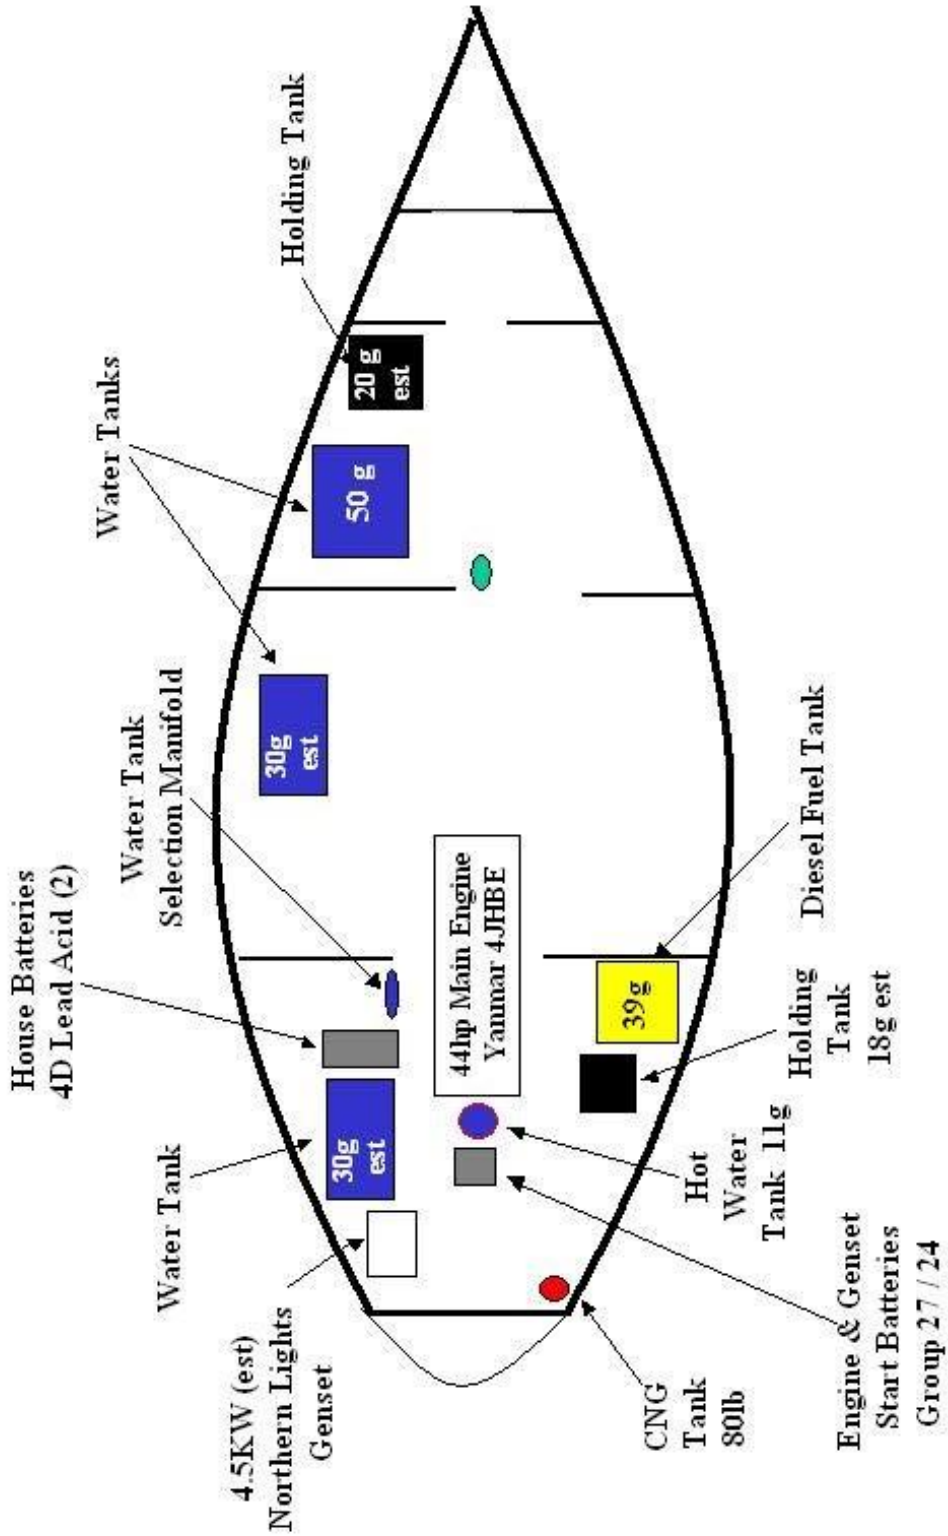 House Batteries
4D Lead Acid (2)
Water Tank
Selection Manifold
Water Tanks
Holding Tank
Water Tank
4.5KW (est)
Northern Lights
Genset
30g
est
30g
est
50 g
20 g
est
44hp Main Engine
Yanmar 4JHBE
39g
CNG
Tank
80lb
Engine & Genset
Start Batteries
Group 27 / 24
Hot
Water
Tank 11g
Holding
Tank
18g est
Diesel Fuel Tank